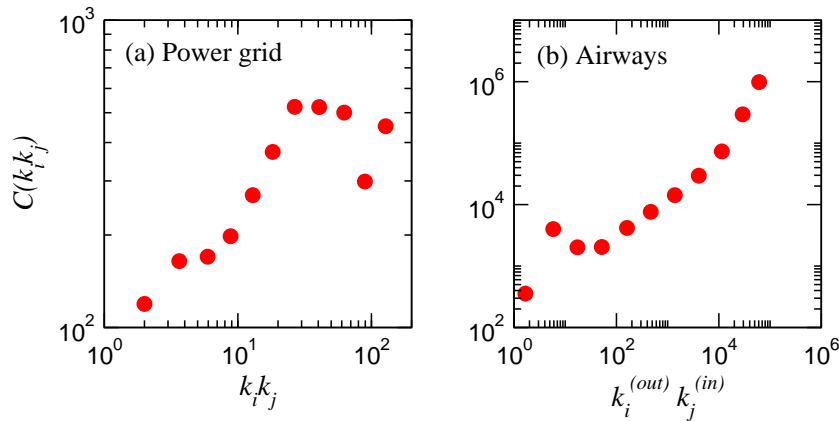 (a) Power grid
C(k_i k_j)
10^3
10^2
10^0
10^1
10^2
k_i k_j
(b) Airways
10^6
10^4
10^2
10^0
10^2
10^4
10^6
k_i^(out) k_j^(in)